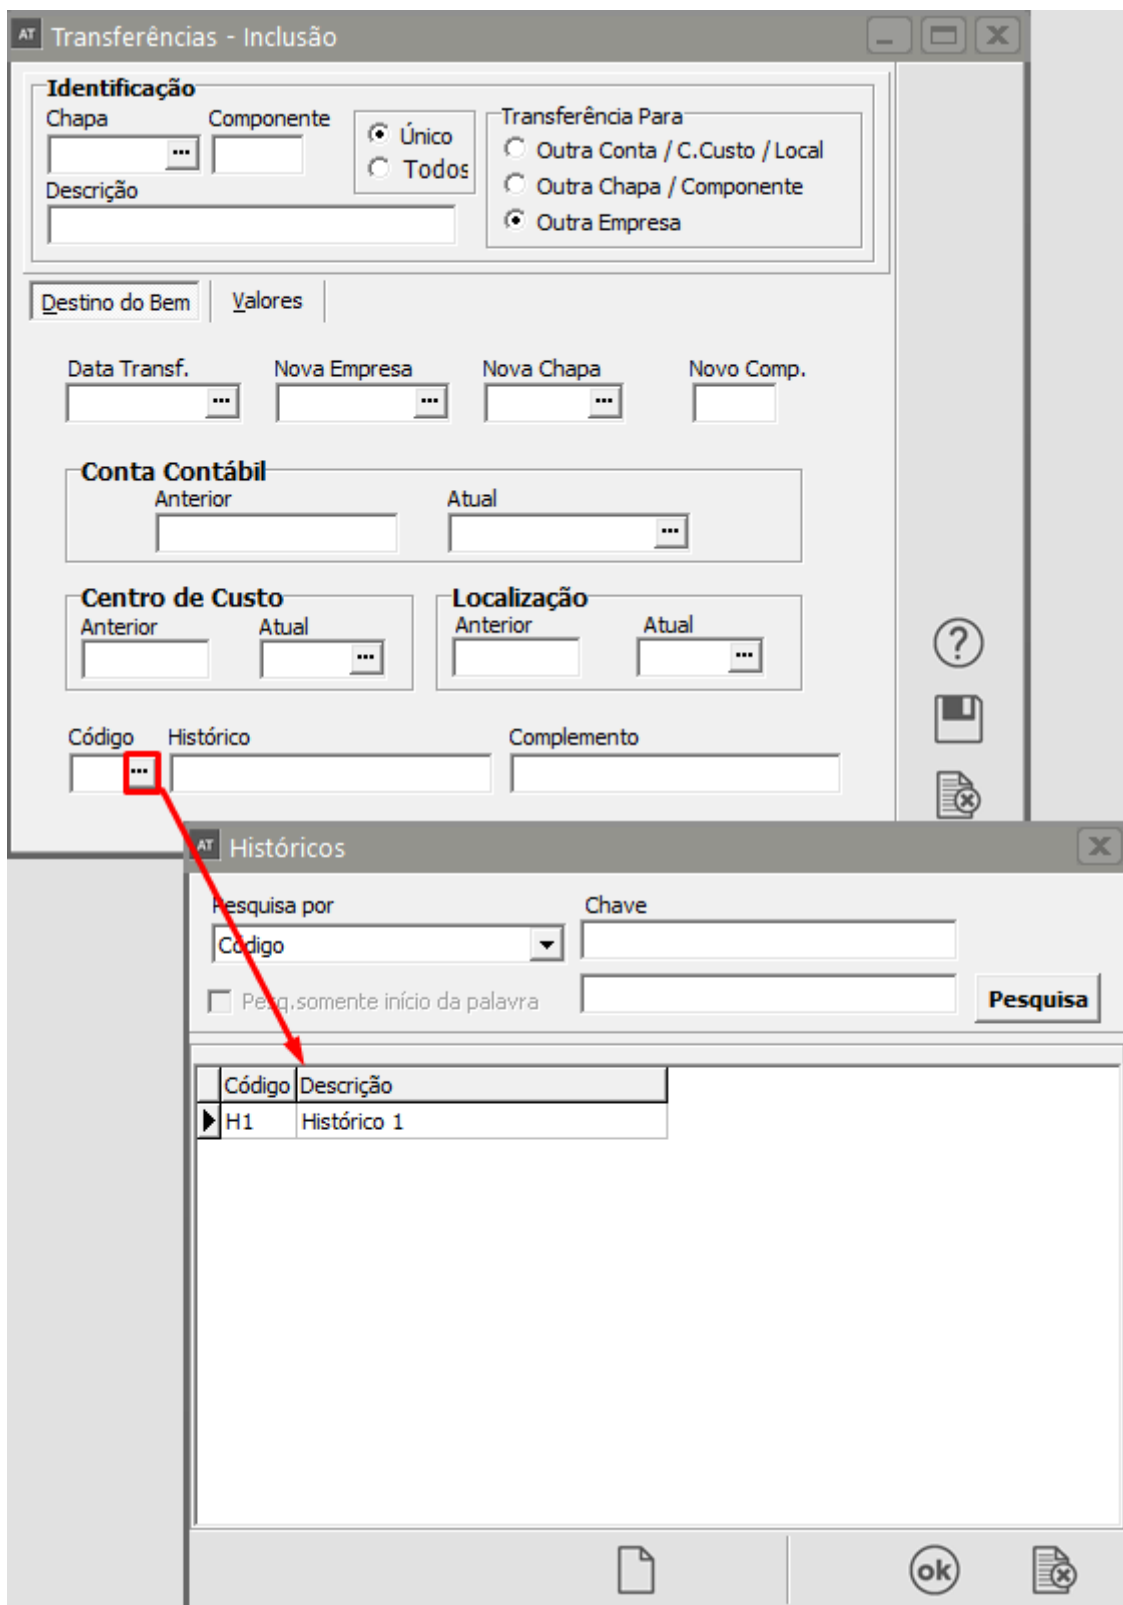 AT Transferências - Inclusão
Identificação
Chapa Componente
Único
Todos
Descrição
Transferência Para
Outra Conta / C.Custo / Local
Outra Chapa / Componente
Outra Empresa
Destino do Bem Valores
Data Transf. Nova Empresa Nova Chapa Novo Comp.
Conta Contábil
Anterior Atual
Centro de Custo
Anterior Atual
Localização
Anterior Atual
Código Histórico Complemento
AT Históricos
Pesquisa por Chave
Código
Pesq.somente início da palavra
Pesquisa
Código Descrição
H1 Histórico 1
ok